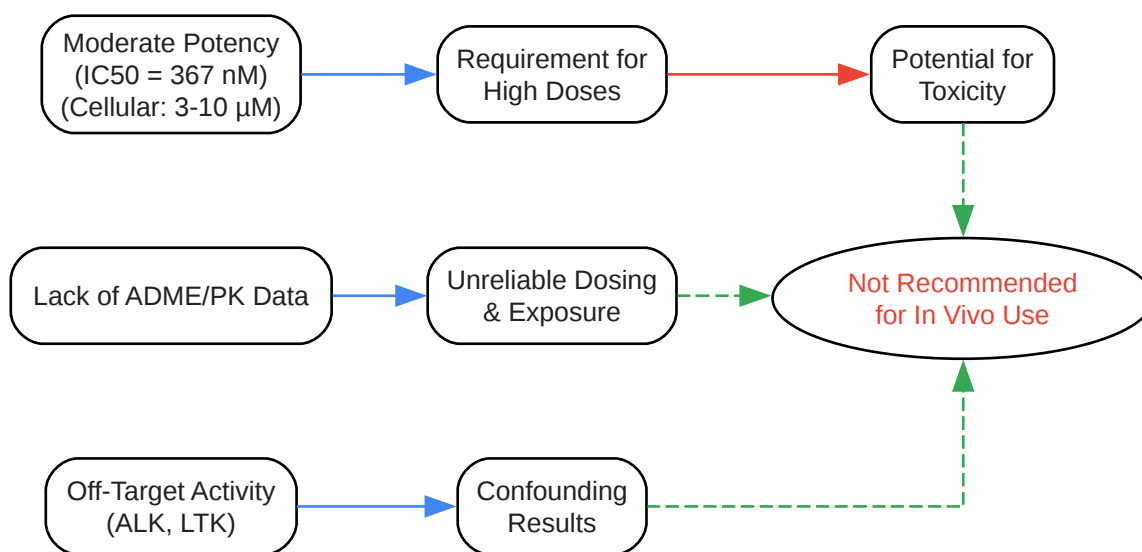 Moderate Potency
(IC50 = 367 nM)
(Cellular: 3-10 µM)
Requirement for
High Doses
Potential for
Toxicity
Lack of ADME/PK Data
Unreliable Dosing
& Exposure
Not Recommended
for In Vivo Use
Off-Target Activity
(ALK, LTK)
Confounding
Results